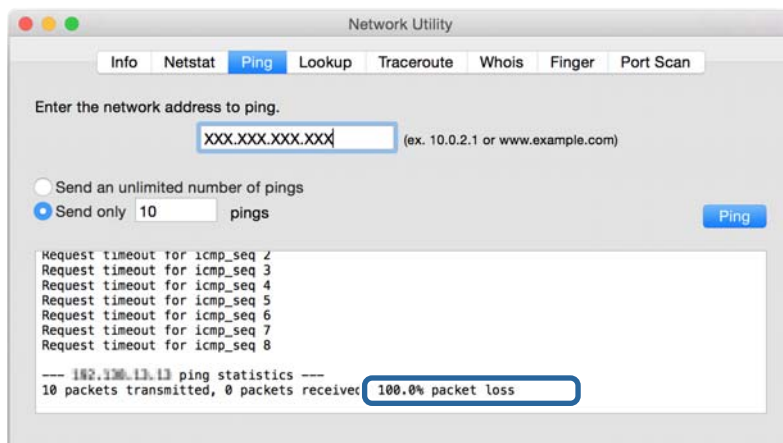 Network Utility
Info Netstat Ping Lookup Traceroute Whois Finger Port Scan
Enter the network address to ping.
XXX.XXX.XXX.XXX (ex. 10.0.2.1 or www.example.com)
Send an unlimited number of pings
Send only 10 pings
Ping
Request timeout for icmp_seq 2
Request timeout for icmp_seq 3
Request timeout for icmp_seq 4
Request timeout for icmp_seq 5
Request timeout for icmp_seq 6
Request timeout for icmp_seq 7
Request timeout for icmp_seq 8
--- ping statistics ---
10 packets transmitted, 0 packets received 100.0% packet loss